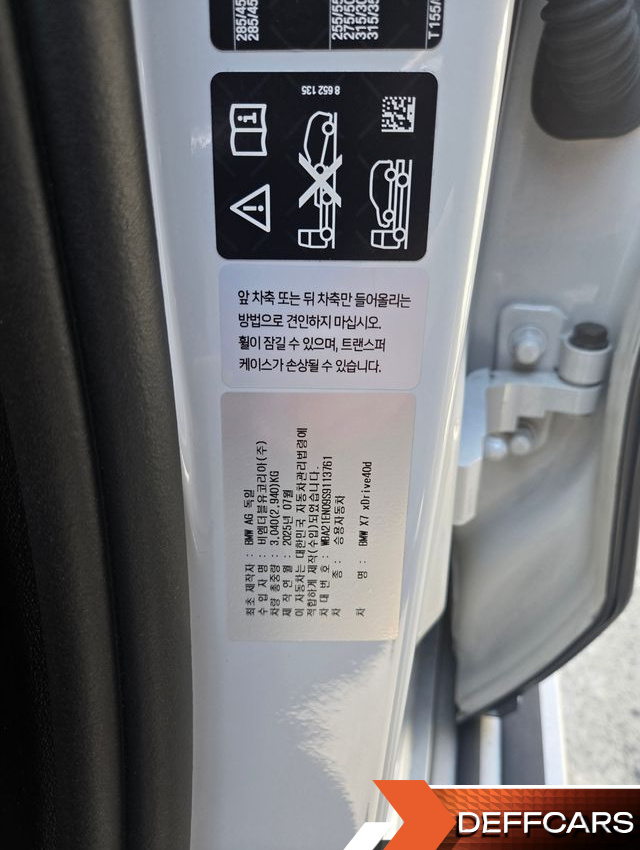 285/45
285/45
255/55
275/50
315/30
315/35
T 155/
8 652 135
앞 차축 또는 뒤 차축만 들어올리는
방법으로 견인하지 마십시오.
휠이 잠길 수 있으며, 트랜스퍼
케이스가 손상될 수 있습니다.
최초 제작자 : BMW AG 독일
수 입 자 명 : 비엠더블유코리아(주)
차량 총중량 : 3,040(2,940)KG
제 작 연 월 : 2025년 07월
이 자동차는 대한민국 자동차관리법령에
적합하게 제작(수입)되었습니다.
차 대 번 호 : WBA21EN09S9113761
차 종 : 승용자동차
차 명 : BMW X7 xDrive40d
DEFFCARS